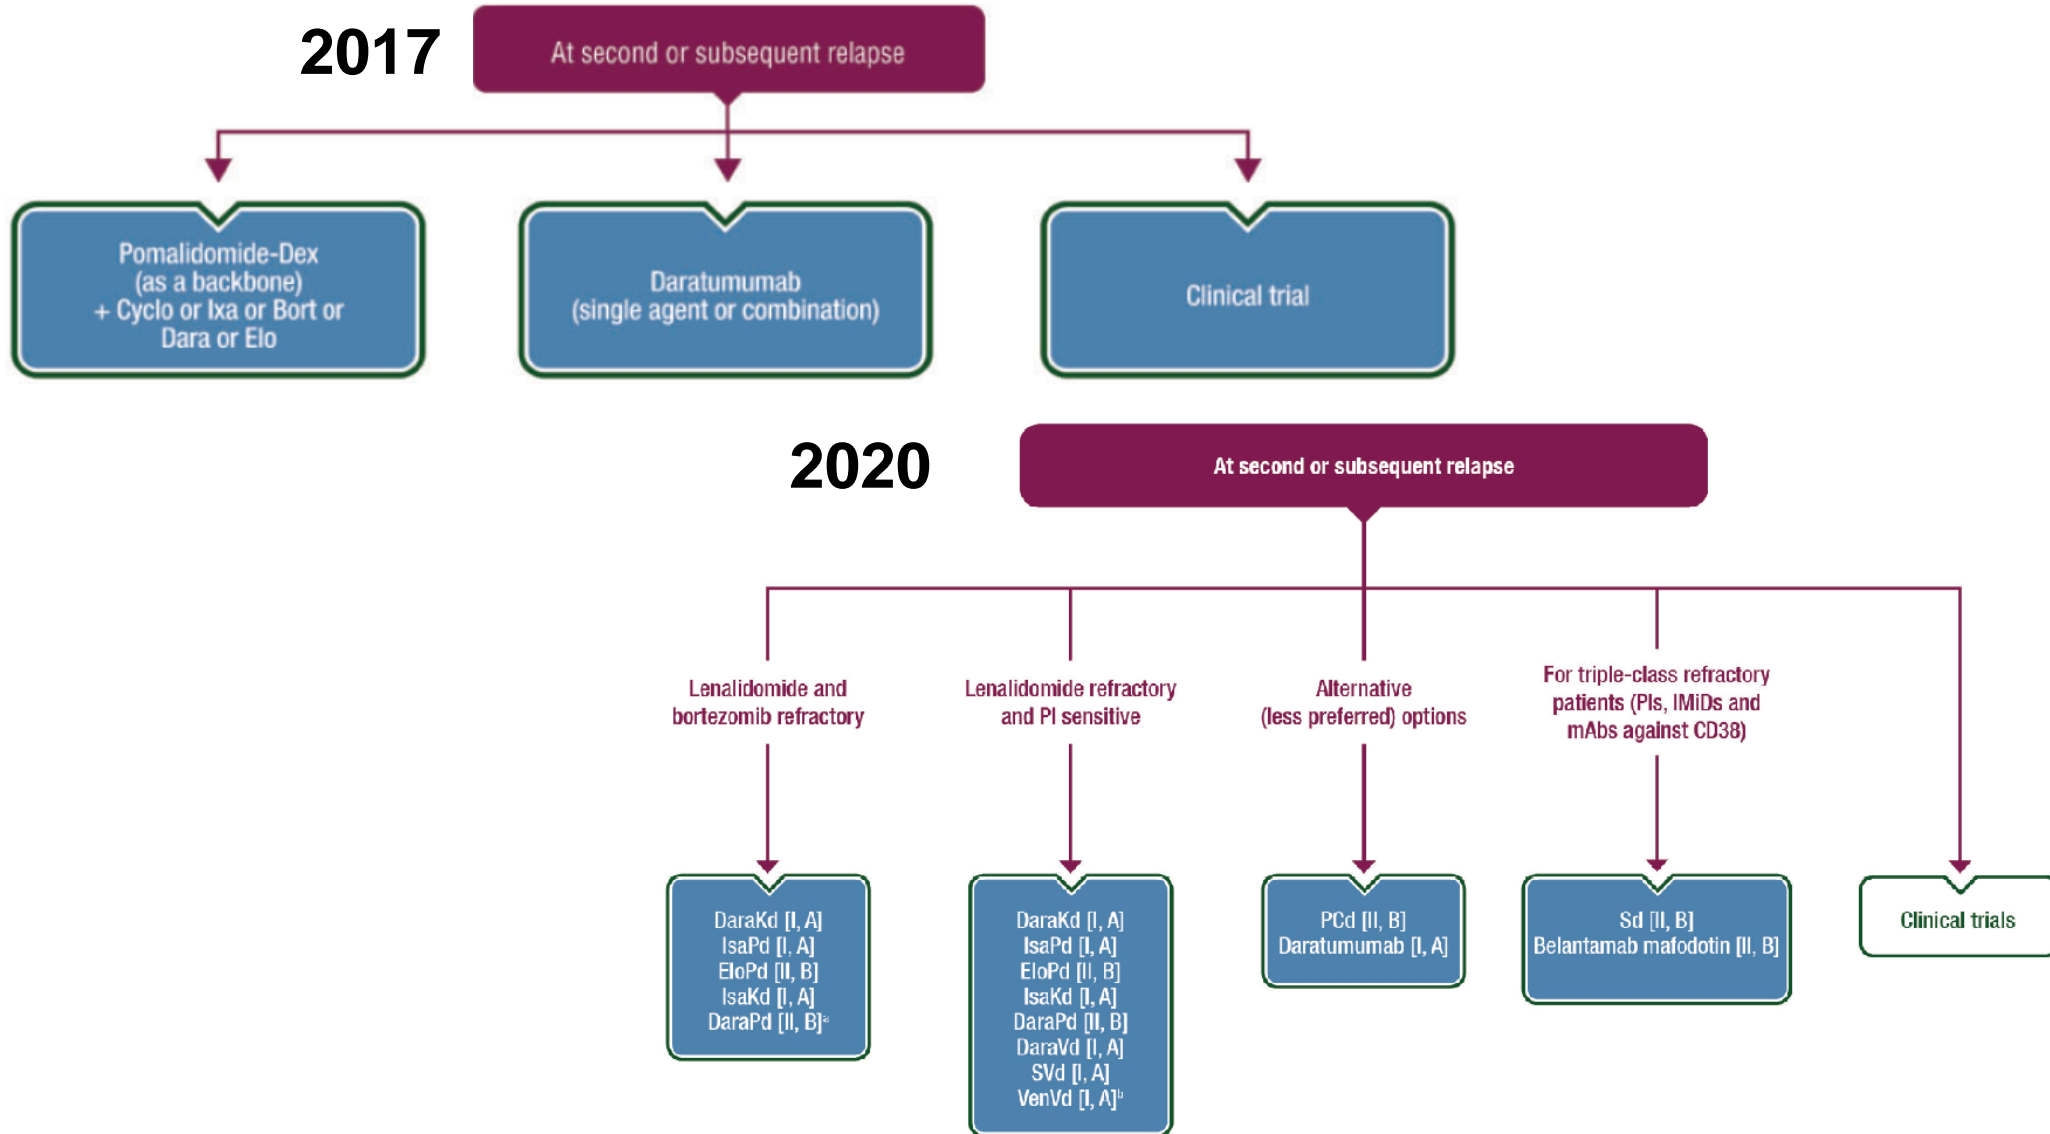 2017
At second or subsequent relapse
Pomalidomide-Dex
(as a backbone)
+ Cyclo or Ixa or Bort or
Dara or Elo
Daratumumab
(single agent or combination)
Clinical trial
2020
At second or subsequent relapse
Lenalidomide and
bortezomib refractory
Lenalidomide refractory
and PI sensitive
Alternative
(less preferred) options
For triple-class refractory
patients (PIs, IMiDs and
mAbs against CD38)
DaraKd [I, A]
IsaPd [I, A]
EloPd [II, B]
IsaKd [I, A]
DaraPd [II, B]ᵃ
DaraKd [I, A]
IsaPd [I, A]
EloPd [II, B]
IsaKd [I, A]
DaraPd [II, B]
DaraVd [I, A]
SVd [I, A]
VenVd [I, A]ᵇ
PCd [II, B]
Daratumumab [I, A]
Sd [II, B]
Belantamab mafodotin [II, B]
Clinical trials